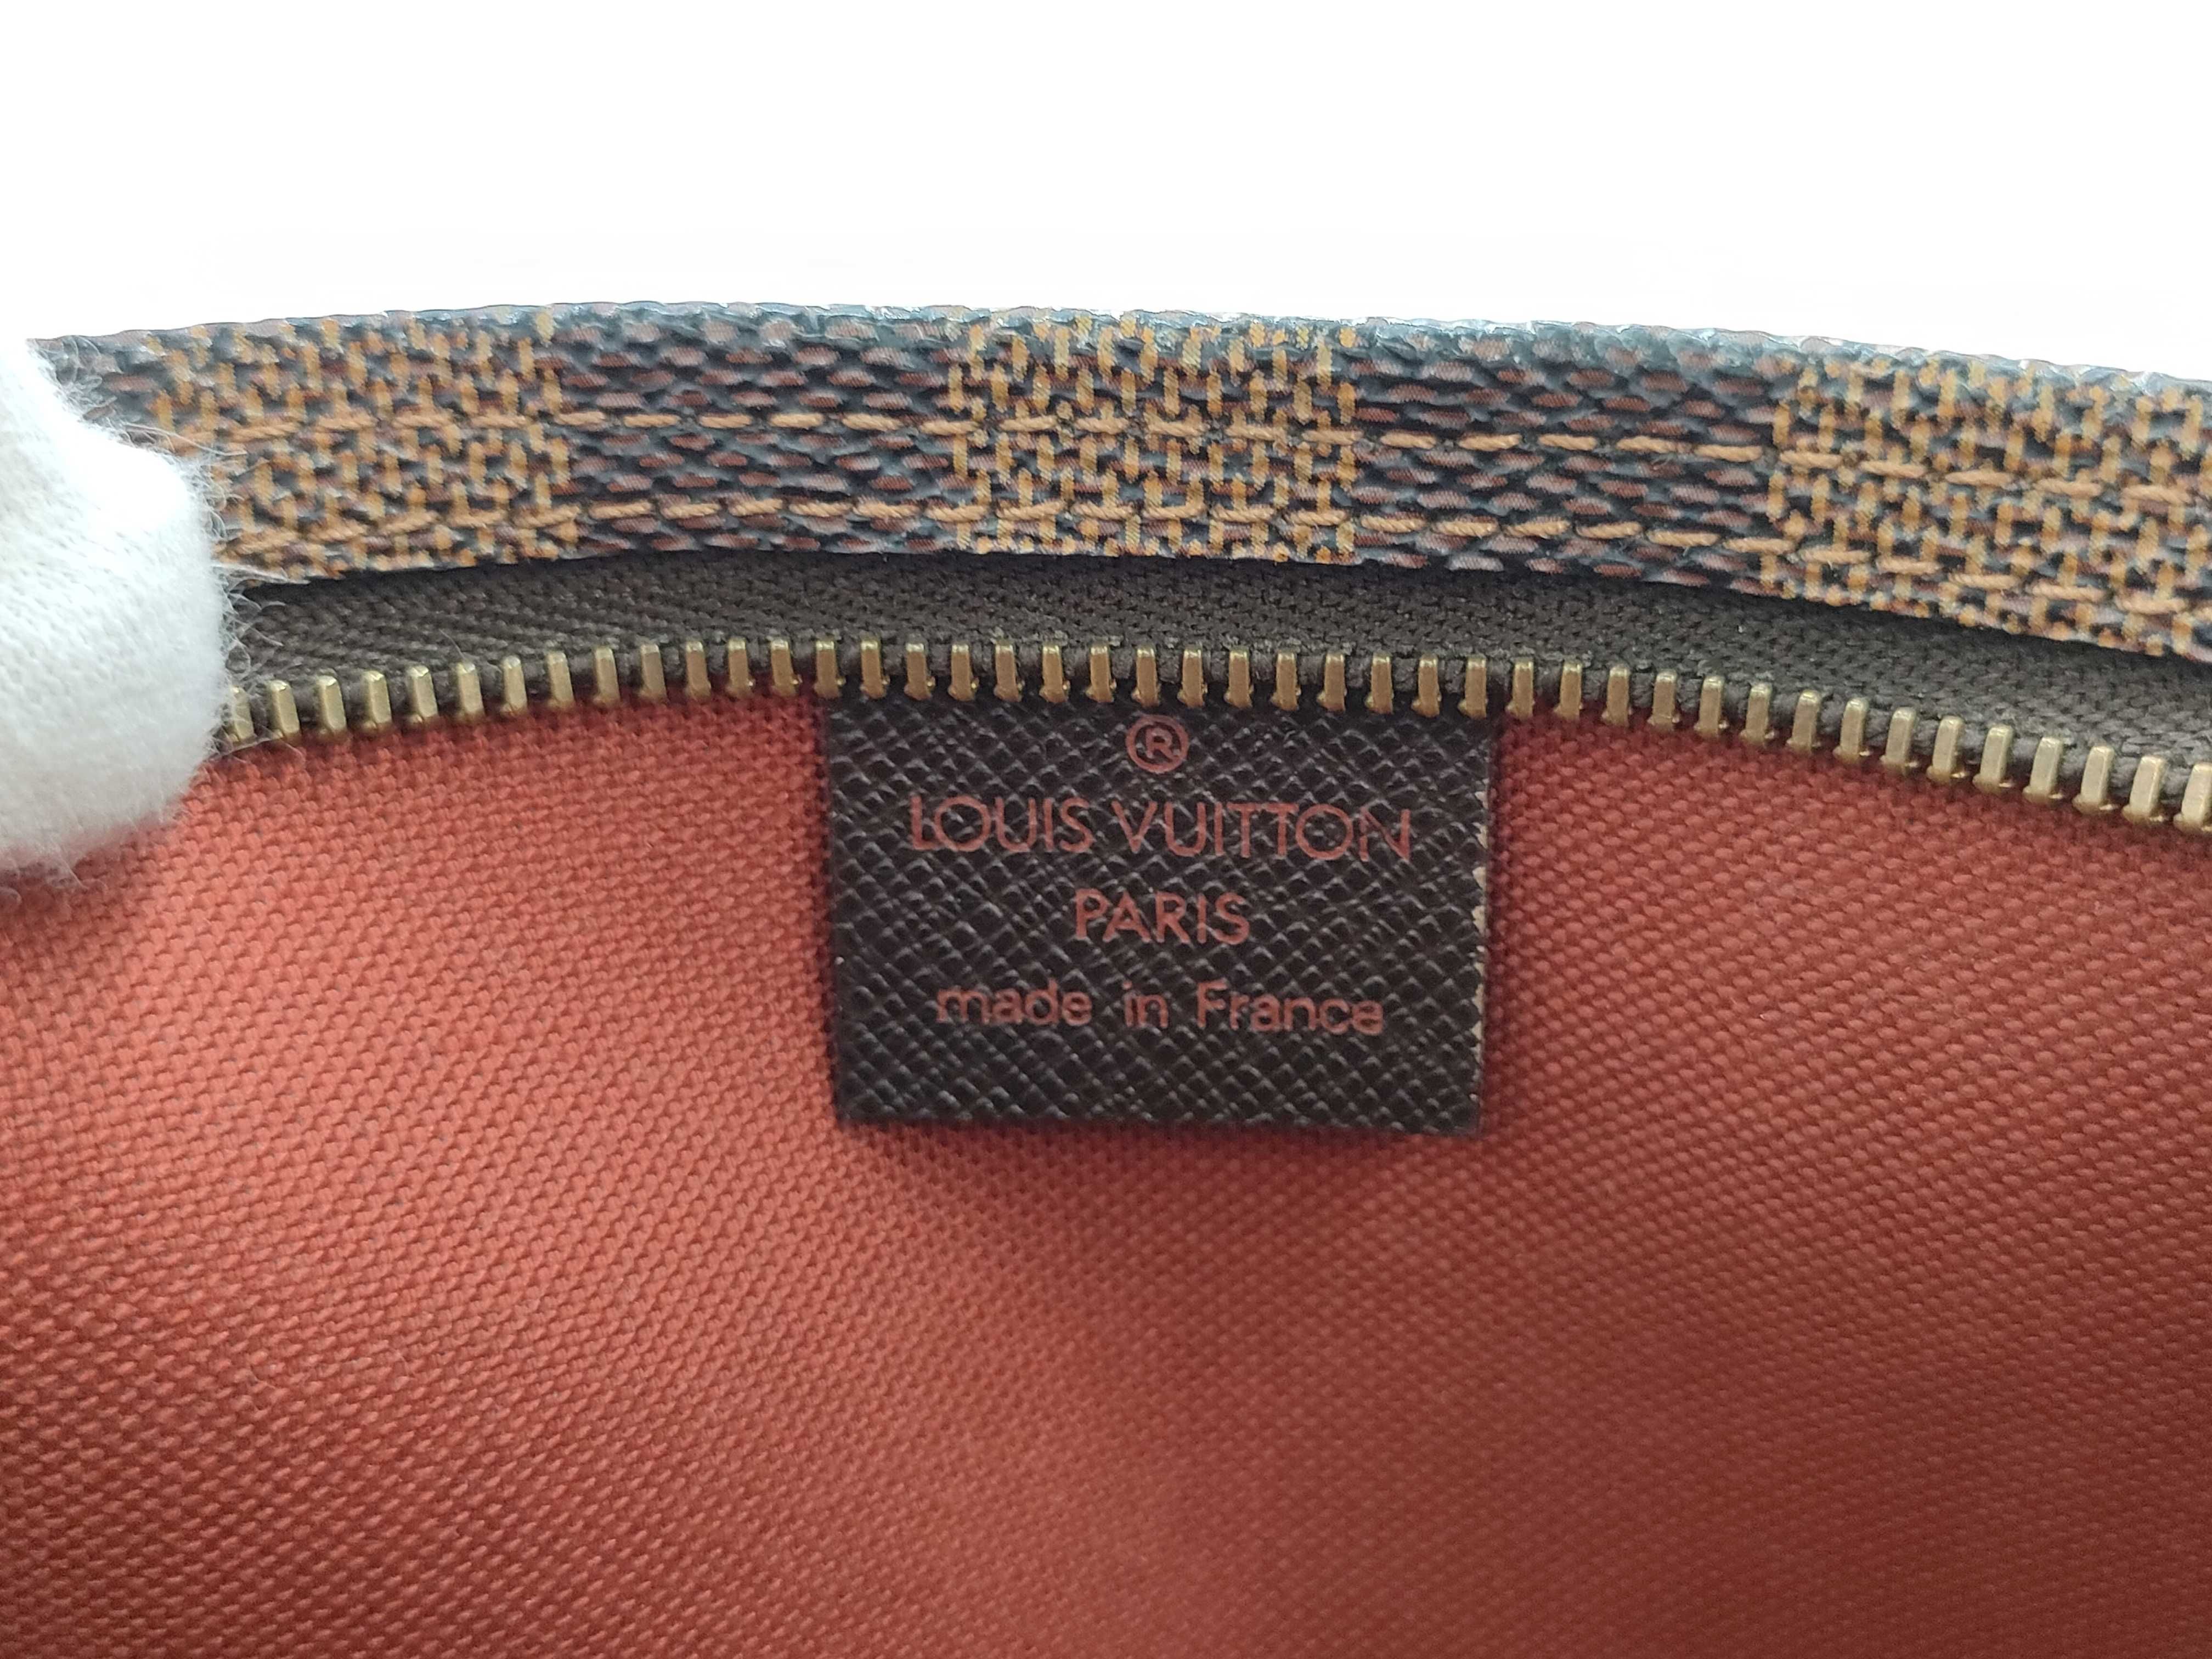 ®
LOUIS VUITTON
PARIS
made in France